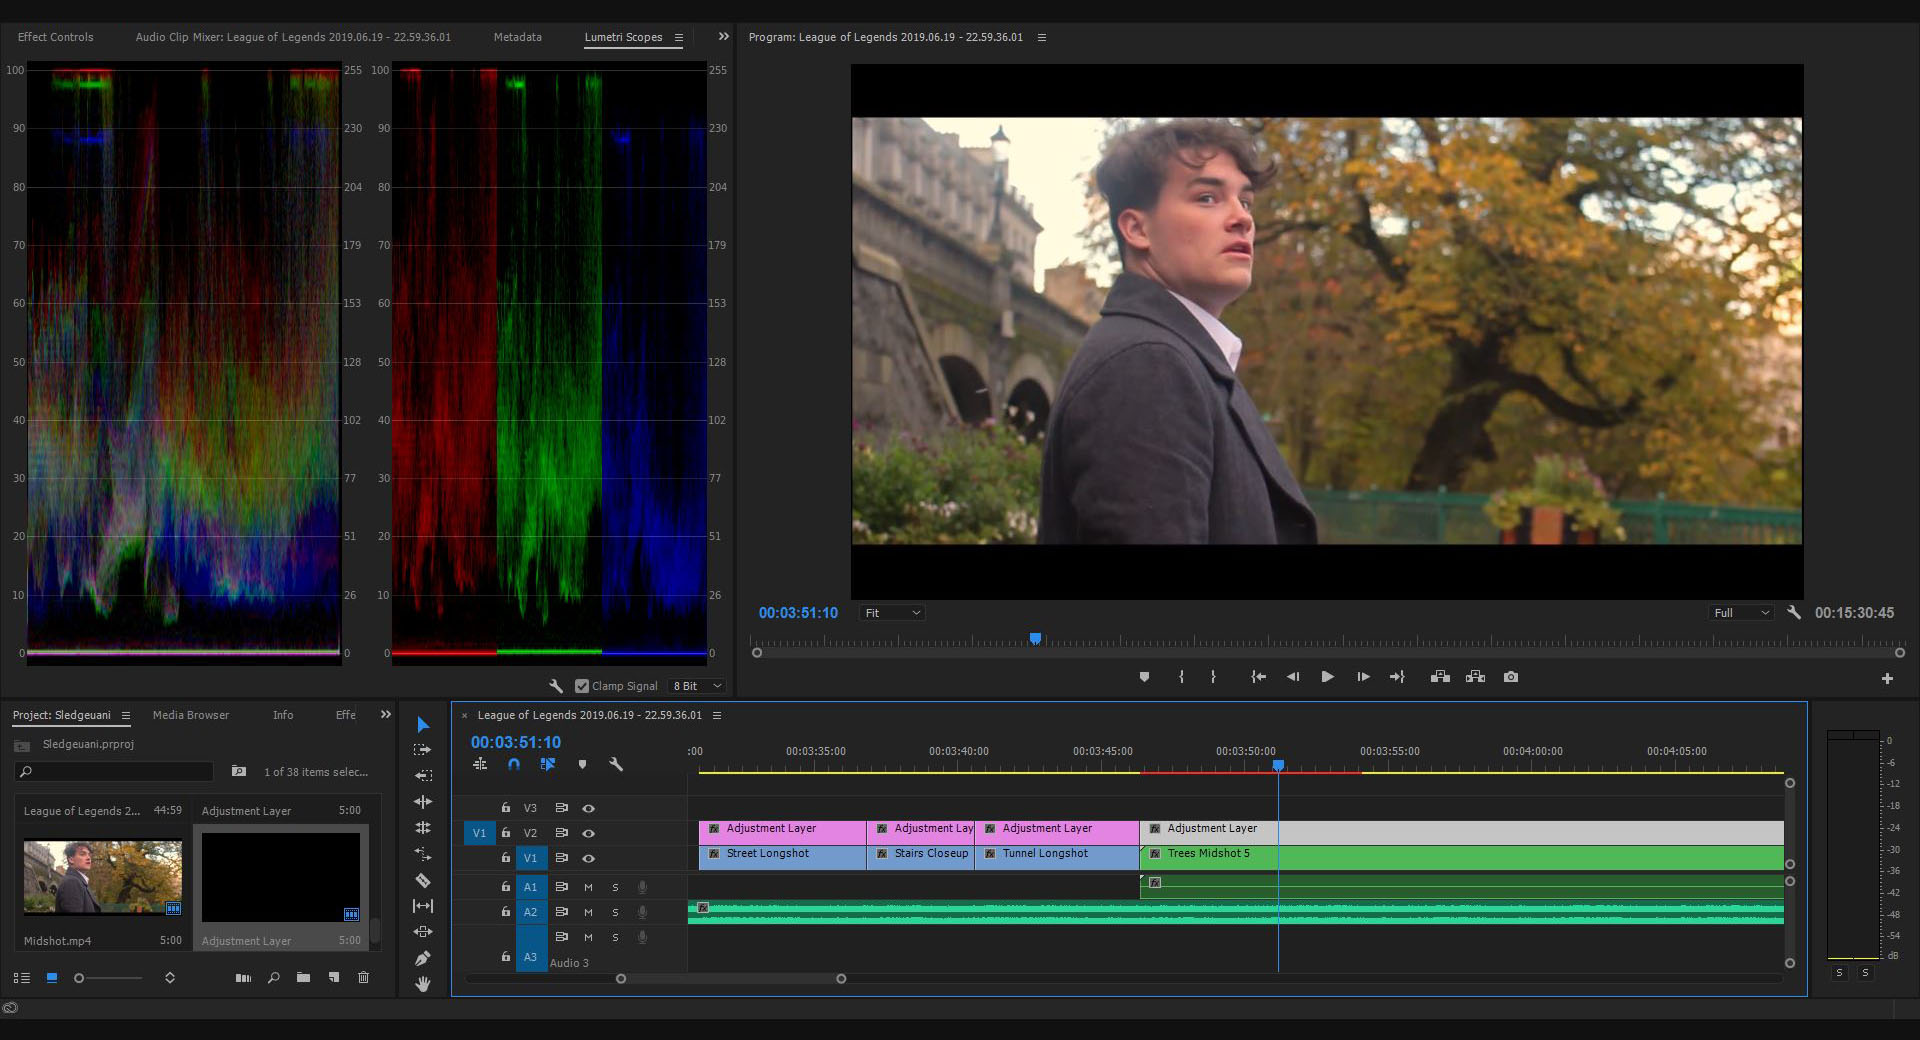 Effect Controls
Audio Clip Mixer: League of Legends 2019.06.19 - 22.59.36.01
Metadata
Lumetri Scopes
Program: League of Legends 2019.06.19 - 22.59.36.01
100 255 100 255
90 230 90 230
80 204 80 204
70 179 70 179
60 153 60 153
50 128 50 128
40 102 40 102
30 77 30 77
20 51 20 51
10 26 10 26
0 0 0 0
Clamp Signal
8 Bit
00:03:51:10
Fit
Full
00:15:30:45
Project: Sledgeuani
Media Browser
Info
Effe
Sledgeuani.prproj
1 of 38 items selec...
League of Legends 2... 44:59
Adjustment Layer 5:00
Midshot.mp4 5:00
Adjustment Layer 5:00
× League of Legends 2019.06.19 - 22.59.36.01
00:03:51:10
:00 00:03:35:00 00:03:40:00 00:03:45:00 00:03:50:00 00:03:55:00 00:04:00:00 00:04:05:00
V3
V1 V2
fx Adjustment Layer fx Adjustment Lay fx Adjustment Layer fx Adjustment Layer
V1
fx Street Longshot fx Stairs Closeup fx Tunnel Longshot fx Trees Midshot 5
A1 M S fx
A2 M S fx
M S
A3 Audio 3
0
-6
-12
-18
-24
-30
-36
-42
-48
-54
dB
S S